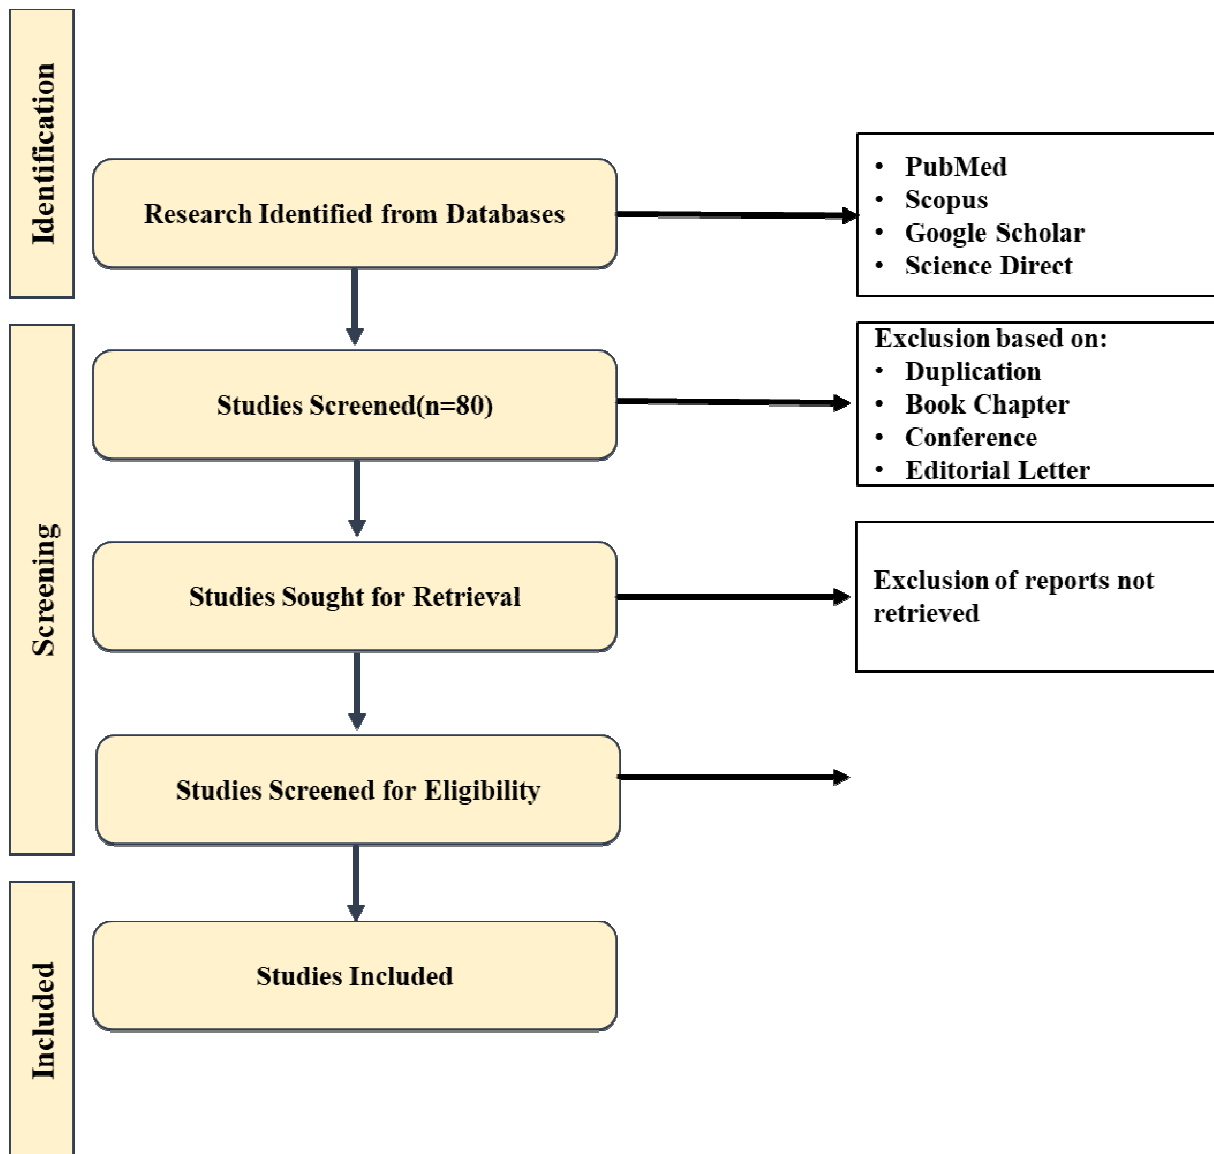 Identification
Research Identified from Databases
• PubMed
• Scopus
• Google Scholar
• Science Direct
Screening
Studies Screened(n=80)
Exclusion based on:
• Duplication
• Book Chapter
• Conference
• Editorial Letter
Studies Sought for Retrieval
Exclusion of reports not
retrieved
Studies Screened for Eligibility
Included
Studies Included